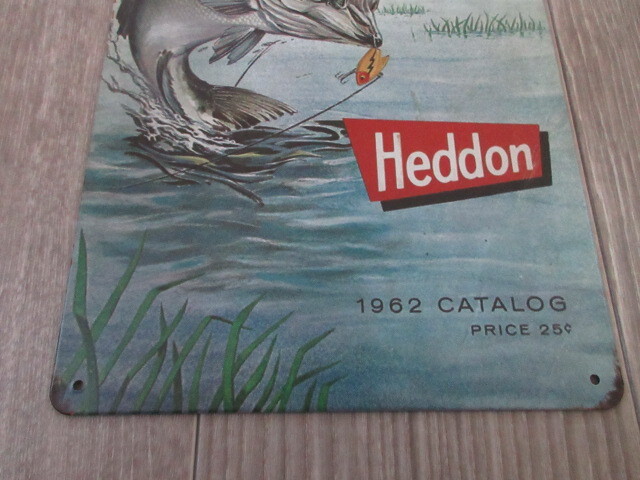 Heddon
1962 CATALOG
PRICE 25¢